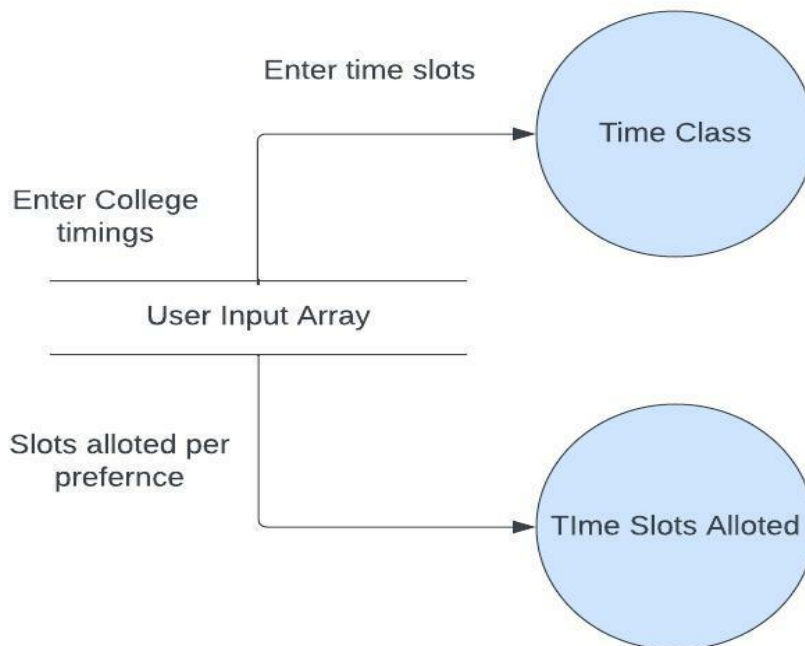 Enter time slots
Time Class
Enter College
timings
User Input Array
Slots alloted per
prefernce
TIme Slots Alloted